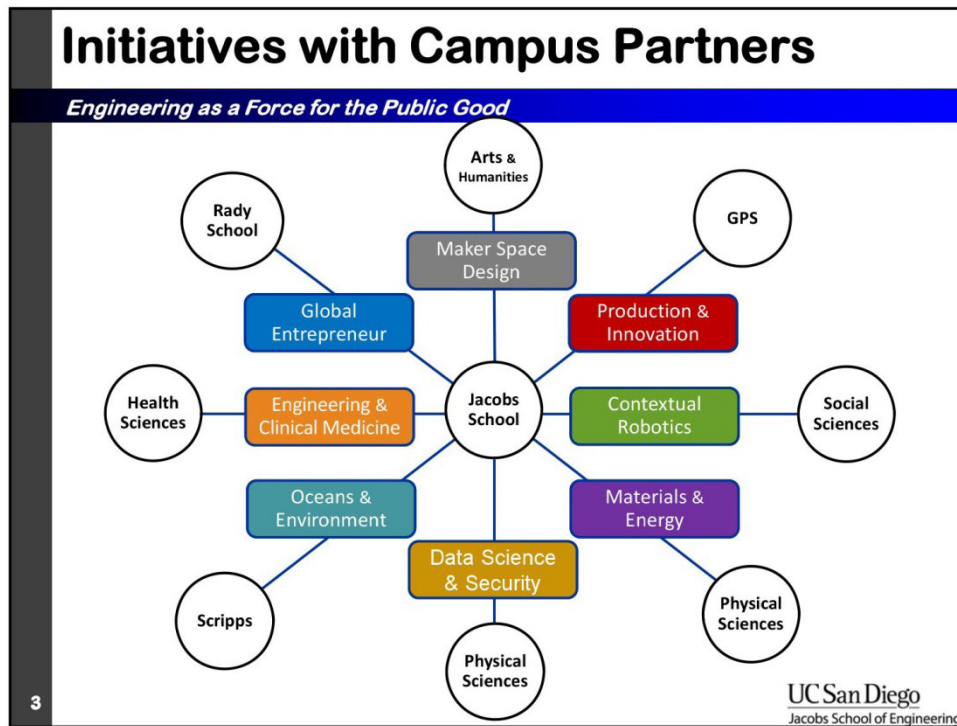 Initiatives with Campus Partners
Engineering as a Force for the Public Good
Arts &
Humanities
Rady
School
GPS
Maker Space
Design
Global
Entrepreneur
Production &
Innovation
Health
Sciences
Engineering &
Clinical Medicine
Jacobs
School
Contextual
Robotics
Social
Sciences
Oceans &
Environment
Materials &
Energy
Data Science
& Security
Scripps
Physical
Sciences
Physical
Sciences
3
UC San Diego
Jacobs School of Engineering